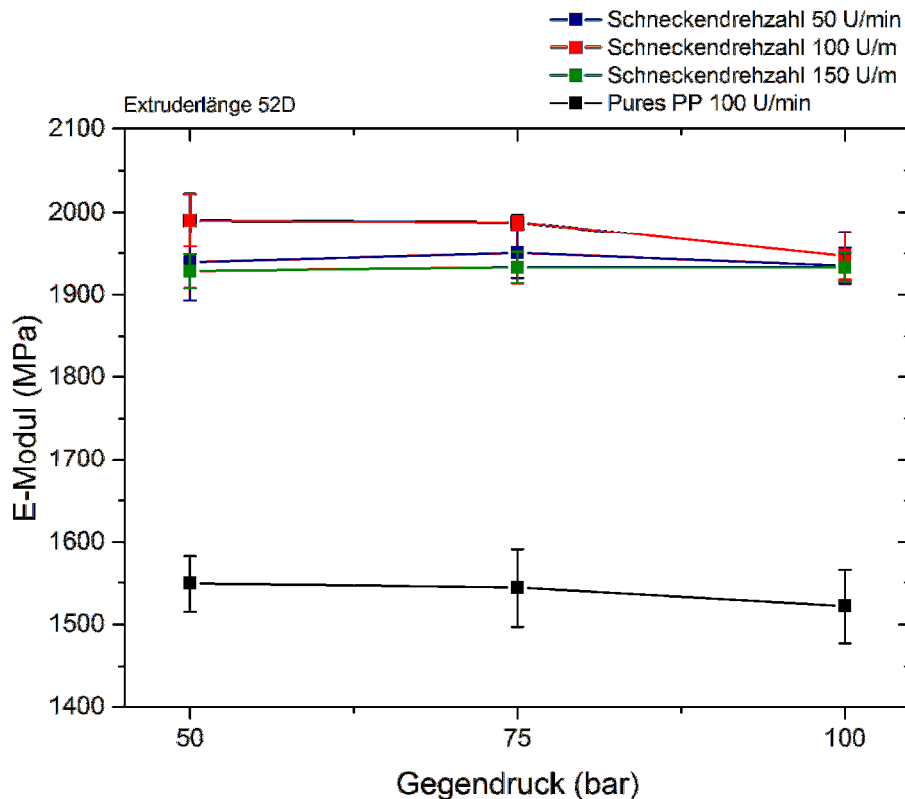 Schneckendrehzahl 50 U/min
Schneckendrehzahl 100 U/m
Schneckendrehzahl 150 U/m
Pures PP 100 U/min
Extruderlänge 52D
2100
2000
1900
1800
1700
1600
1500
1400
E-Modul (MPa)
50 75 100
Gegendruck (bar)